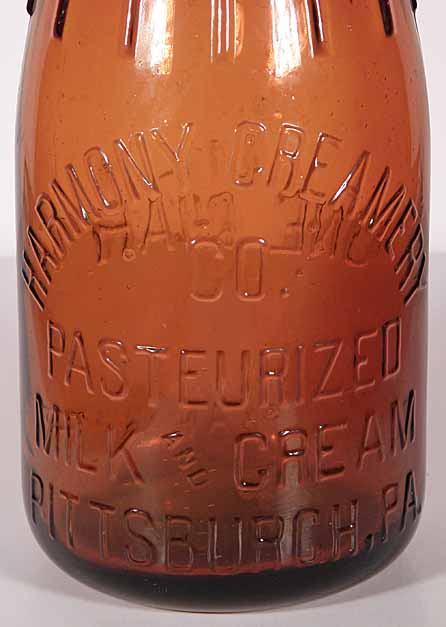 HARMONY CREAMERY
CO.
PASTEURIZED
MILK AND CREAM
PITTSBURGH, PA